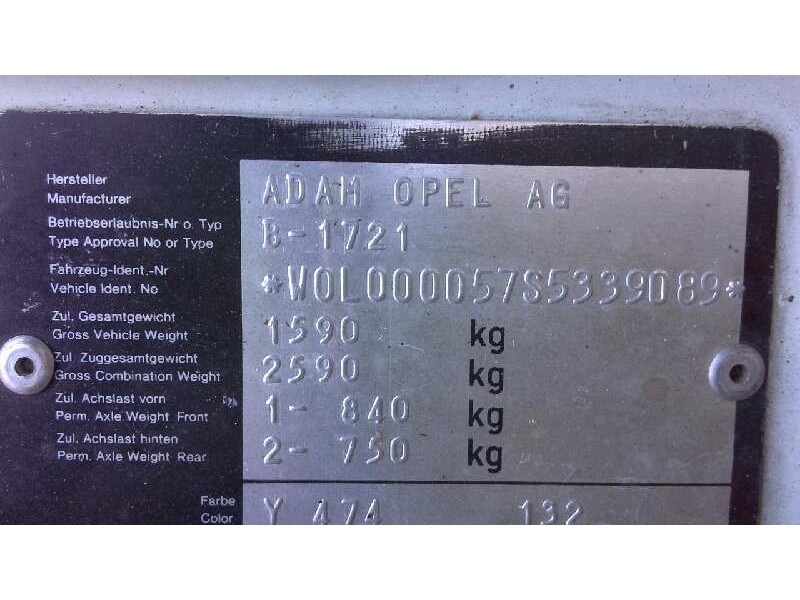 Hersteller
Manufacturer
ADAM OPEL AG
Betriebserlaubnis-Nr o. Typ
Type Approval No or Type
B-1721
Fahrzeug-Ident.-Nr
Vehicle Ident. No
*W0L000057S5339089*
Zul. Gesamtgewicht
Gross Vehicle Weight
1590 kg
Zul. Zuggesamtgewicht
Gross Combination Weight
2590 kg
Zul. Achslast vorn
Perm. Axle Weight Front
1- 840 kg
Zul. Achslast hinten
Perm. Axle Weight Rear
2- 750 kg
Farbe
Color
Y 474 132